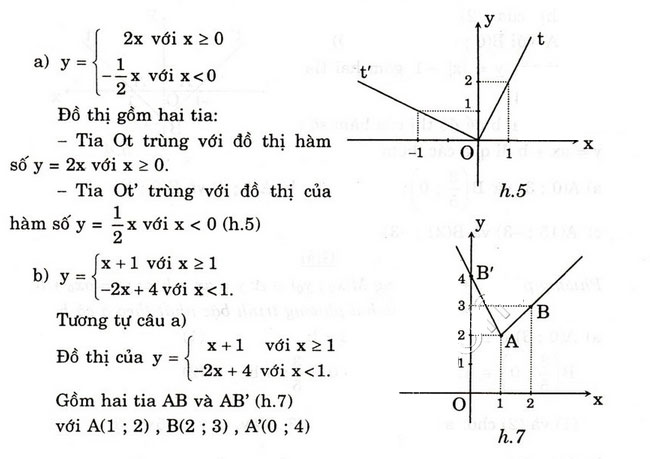 a) y = { 2x với x ≥ 0
-1/2 x với x < 0
Đồ thị gồm hai tia:
– Tia Ot trùng với đồ thị hàm
số y = 2x với x ≥ 0.
– Tia Ot' trùng với đồ thị của
hàm số y = 1/2 x với x < 0 (h.5)
b) y = { x + 1 với x ≥ 1
-2x + 4 với x < 1.
Tương tự câu a)
Đồ thị của y = { x + 1 với x ≥ 1
-2x + 4 với x < 1.
Gồm hai tia AB và AB' (h.7)
với A(1 ; 2) , B(2 ; 3) , A'(0 ; 4)
y
t
t'
2
1
-1
O
1
x
h.5
y
B'
4
3
B
2
A
1
O
1
2
x
h.7